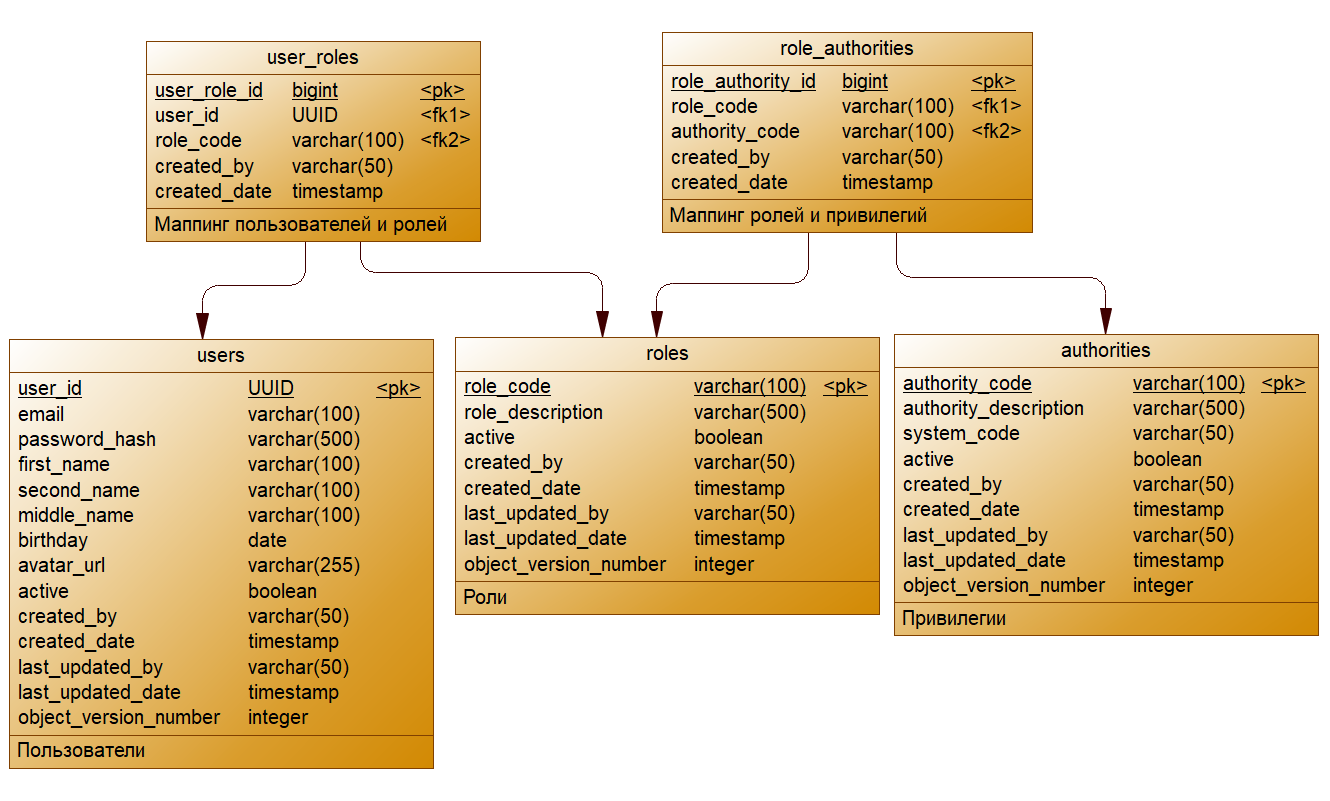 user_roles
user_role_id bigint <pk>
user_id UUID <fk1>
role_code varchar(100) <fk2>
created_by varchar(50)
created_date timestamp
Маппинг пользователей и ролей
role_authorities
role_authority_id bigint <pk>
role_code varchar(100) <fk1>
authority_code varchar(100) <fk2>
created_by varchar(50)
created_date timestamp
Маппинг ролей и привилегий
users
user_id UUID <pk>
email varchar(100)
password_hash varchar(500)
first_name varchar(100)
second_name varchar(100)
middle_name varchar(100)
birthday date
avatar_url varchar(255)
active boolean
created_by varchar(50)
created_date timestamp
last_updated_by varchar(50)
last_updated_date timestamp
object_version_number integer
Пользователи
roles
role_code varchar(100) <pk>
role_description varchar(500)
active boolean
created_by varchar(50)
created_date timestamp
last_updated_by varchar(50)
last_updated_date timestamp
object_version_number integer
Роли
authorities
authority_code varchar(100) <pk>
authority_description varchar(500)
system_code varchar(50)
active boolean
created_by varchar(50)
created_date timestamp
last_updated_by varchar(50)
last_updated_date timestamp
object_version_number integer
Привилегии